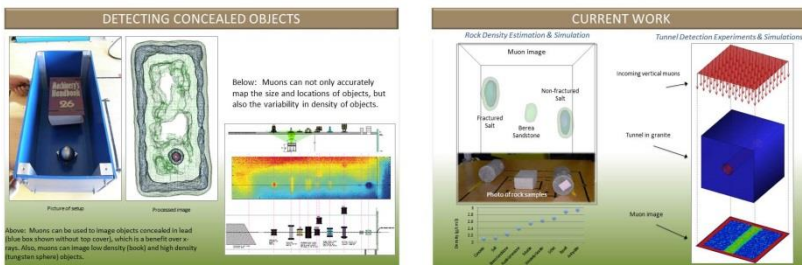 DETECTING CONCEALED OBJECTS
Machinery's
Handbook
26
Picture of setup
Processed image
Below: Muons can not only accurately
map the size and locations of objects, but
also the variability in density of objects.
Above: Muons can be used to image objects concealed in lead
(blue box shown without top cover), which is a benefit over x-
rays. Also, muons can image low density (book) and high density
(tungsten sphere) objects.
CURRENT WORK
Rock Density Estimation & Simulation
Muon image
Fractured
Salt
Berea
Sandstone
Non-fractured
Salt
Photo of rock samples
Tunnel Detection Experiments & Simulations
Incoming vertical muons
Tunnel in granite
Muon image